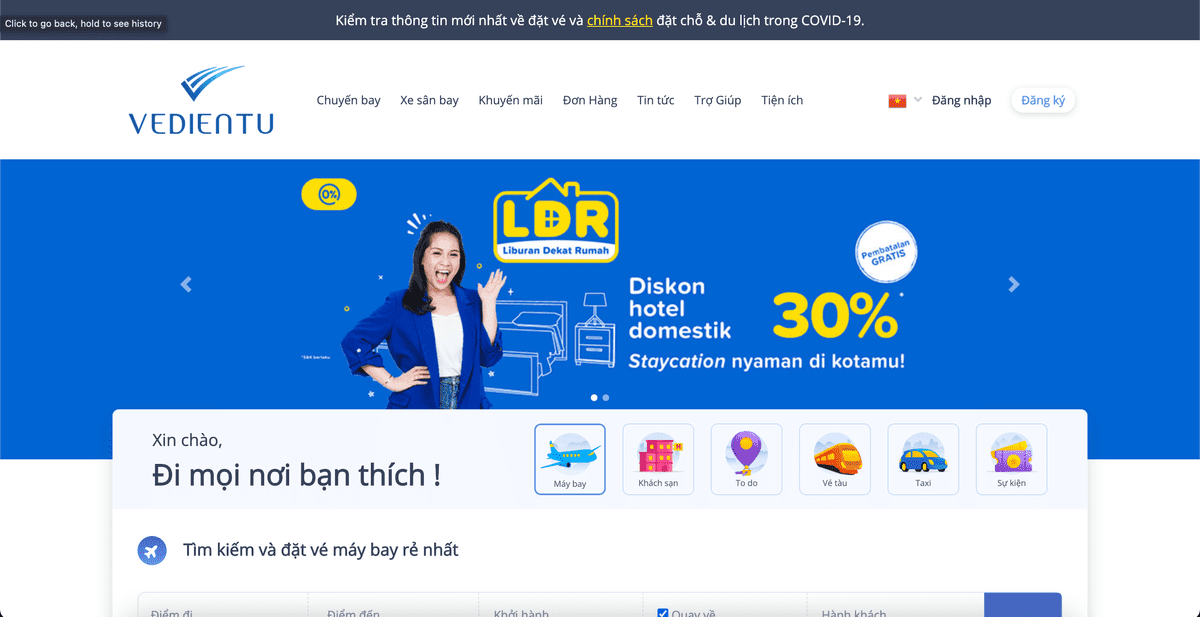 Kiểm tra thông tin mới nhất về đặt vé và chính sách đặt chỗ & du lịch trong COVID-19.
Click to go back, hold to see history
VEDIENTU
Chuyến bay
Xe sân bay
Khuyến mãi
Đơn Hàng
Tin tức
Trợ Giúp
Tiện ích
Đăng nhập
Đăng ký
0%
LDR
Liburan Dekat Rumah
Pembatalan
GRATIS
Diskon
hotel
domestik
30%*
Staycation nyaman di kotamu!
Xin chào,
Đi mọi nơi bạn thích !
Máy bay
Khách sạn
To do
Vé tàu
Taxi
Sự kiện
Tìm kiếm và đặt vé máy bay rẻ nhất
Điểm đi
Điểm đến
Khởi hành
Quay về
Hành khách